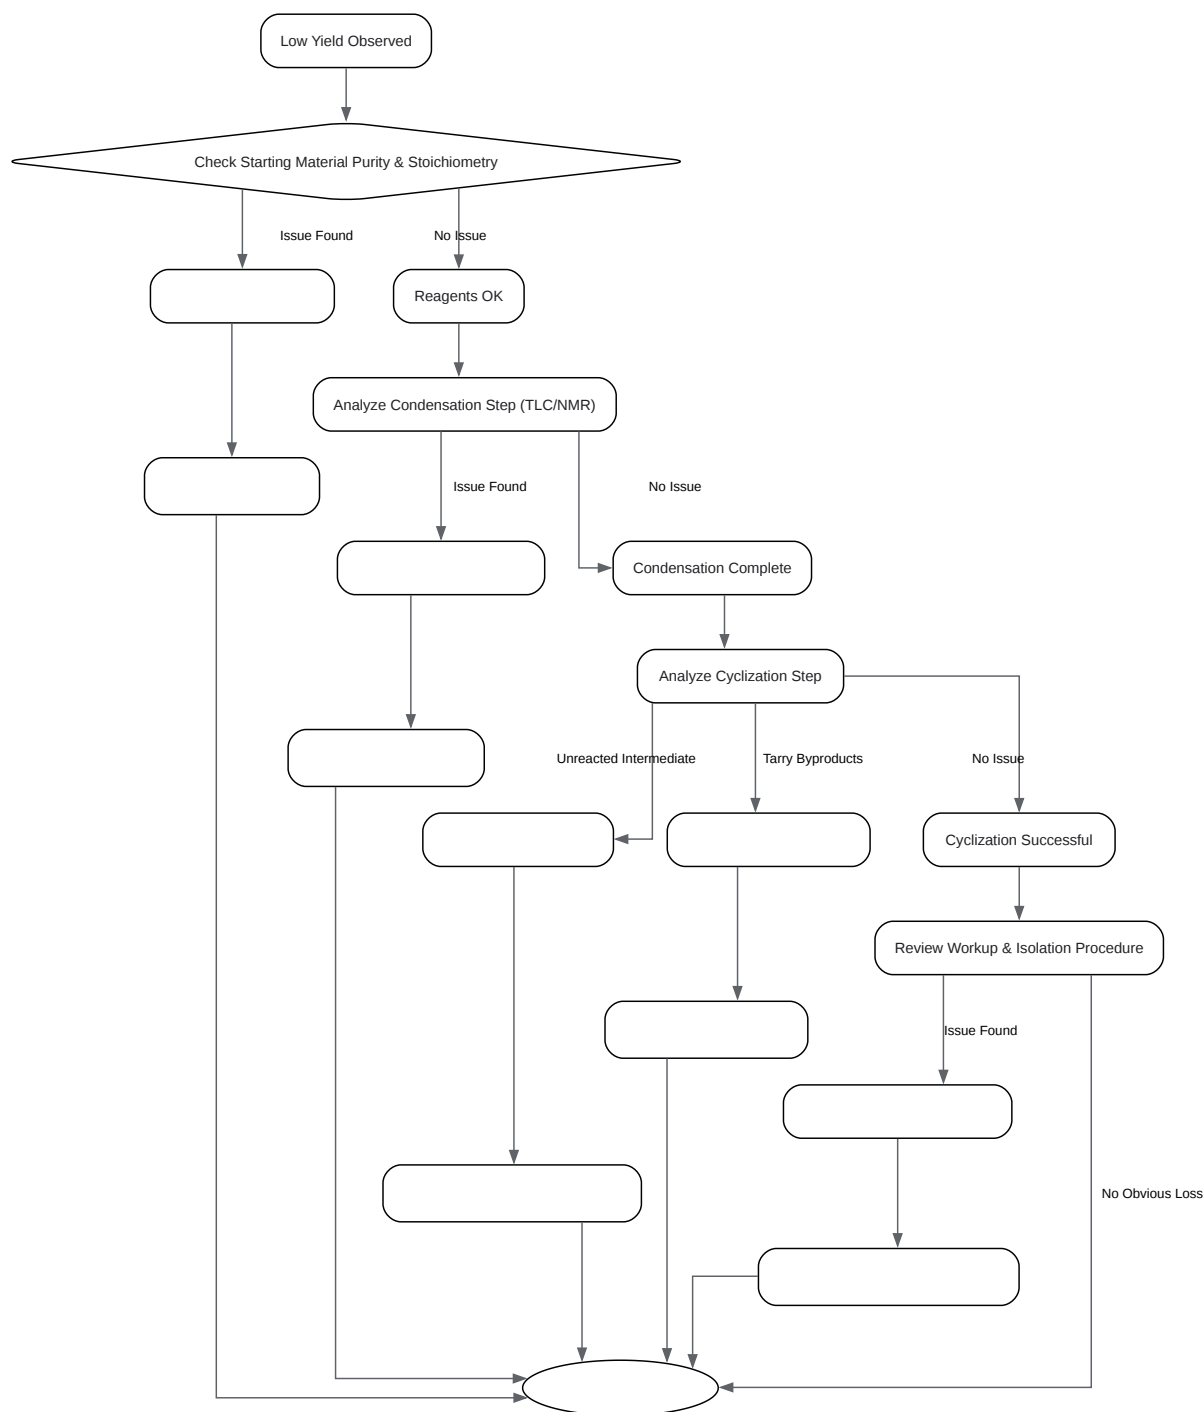 Low Yield Observed
Check Starting Material Purity & Stoichiometry
Issue Found
No Issue
Reagents OK
Analyze Condensation Step (TLC/NMR)
Issue Found
No Issue
Condensation Complete
Analyze Cyclization Step
Unreacted Intermediate
Tarry Byproducts
No Issue
Cyclization Successful
Review Workup & Isolation Procedure
Issue Found
No Obvious Loss